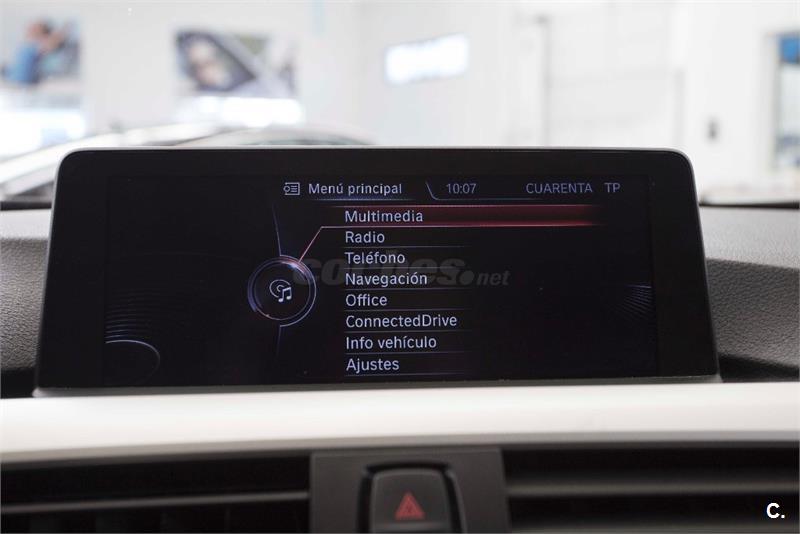 Menú principal 10:07 CUARENTA TP
Multimedia
Radio
Teléfono
Navegación
coches.net
Office
ConnectedDrive
Info vehículo
Ajustes
C.